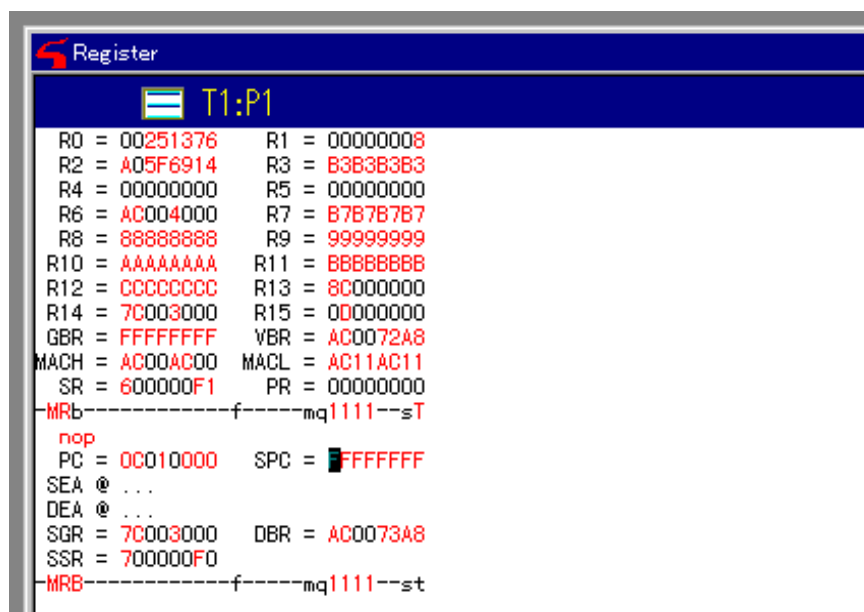 Register
T1:P1
R0 = 00251376 R1 = 00000008
R2 = A05F6914 R3 = B3B3B3B3
R4 = 00000000 R5 = 00000000
R6 = AC004000 R7 = B7B7B7B7
R8 = 88888888 R9 = 99999999
R10 = AAAAAAAA R11 = BBBBBBBB
R12 = CCCCCCCC R13 = 8C000000
R14 = 7C003000 R15 = 0D000000
GBR = FFFFFFFF VBR = AC0072A8
MACH = AC00AC00 MACL = AC11AC11
SR = 600000F1 PR = 00000000
-MRb------------f-----mq1111--sT
nop
PC = 0C010000 SPC = FFFFFFFF
SEA @ ...
DEA @ ...
SGR = 7C003000 DBR = AC0073A8
SSR = 700000F0
-MRB------------f-----mq1111--st